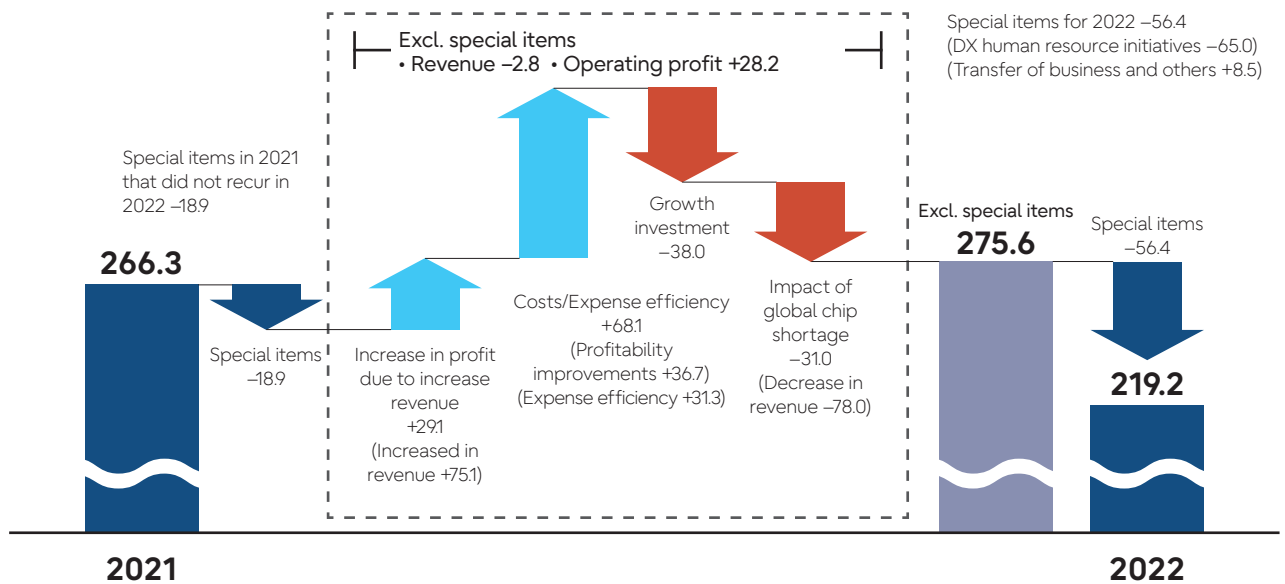 Excl. special items
• Revenue –2.8 • Operating profit +28.2
Special items for 2022 –56.4
(DX human resource initiatives –65.0)
(Transfer of business and others +8.5)
Special items in 2021
that did not recur in
2022 –18.9
266.3
Special items
–18.9
Increase in profit
due to increase
revenue
+29.1
(Increased in
revenue +75.1)
Costs/Expense efficiency
+68.1
(Profitability
improvements +36.7)
(Expense efficiency +31.3)
Growth
investment
–38.0
Impact of
global chip
shortage
–31.0
(Decrease in
revenue –78.0)
Excl. special items
275.6
Special items
–56.4
219.2
2021
2022